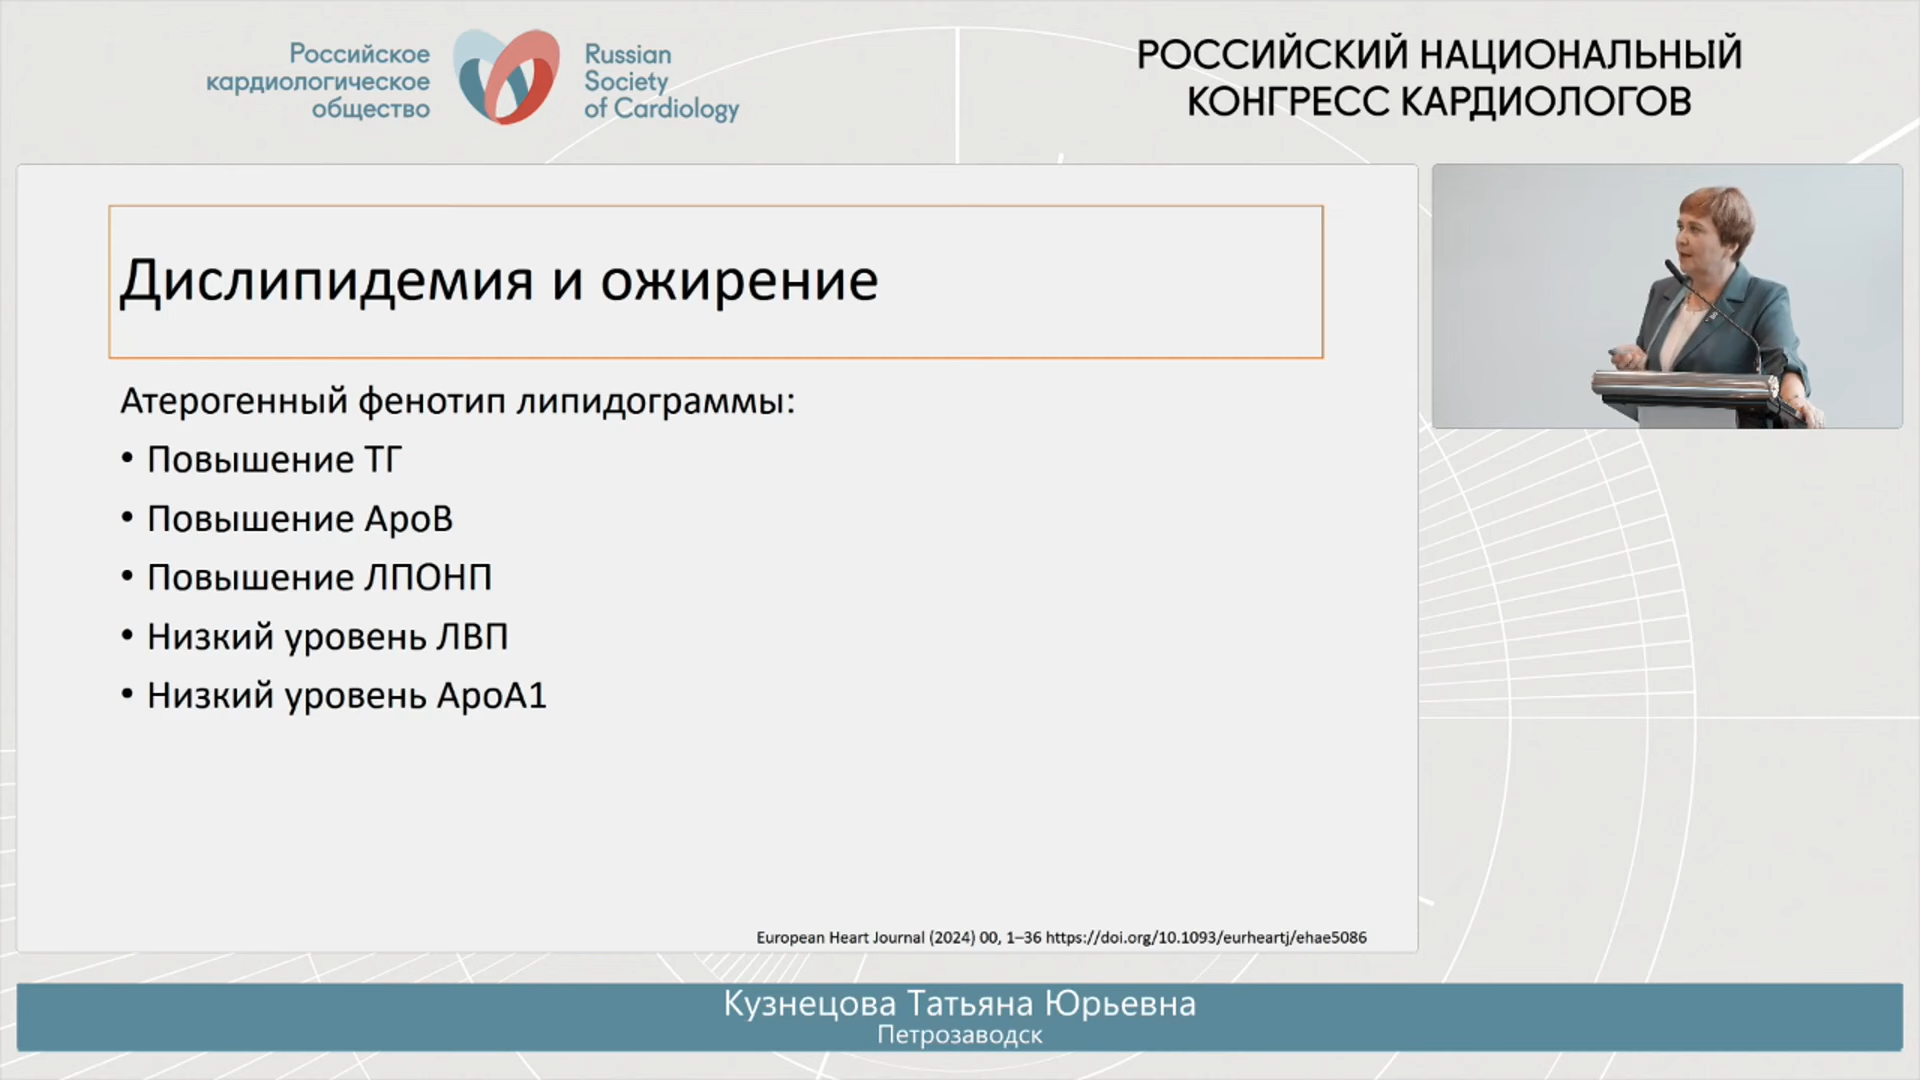 Российское
кардиологическое
общество
Russian
Society
of Cardiology
РОССИЙСКИЙ НАЦИОНАЛЬНЫЙ
КОНГРЕСС КАРДИОЛОГОВ
Дислипидемия и ожирение
Атерогенный фенотип липидограммы:
• Повышение ТГ
• Повышение АроВ
• Повышение ЛПОНП
• Низкий уровень ЛВП
• Низкий уровень АроА1
European Heart Journal (2024) 00, 1–36 https://doi.org/10.1093/eurheartj/ehae5086
Кузнецова Татьяна Юрьевна
Петрозаводск